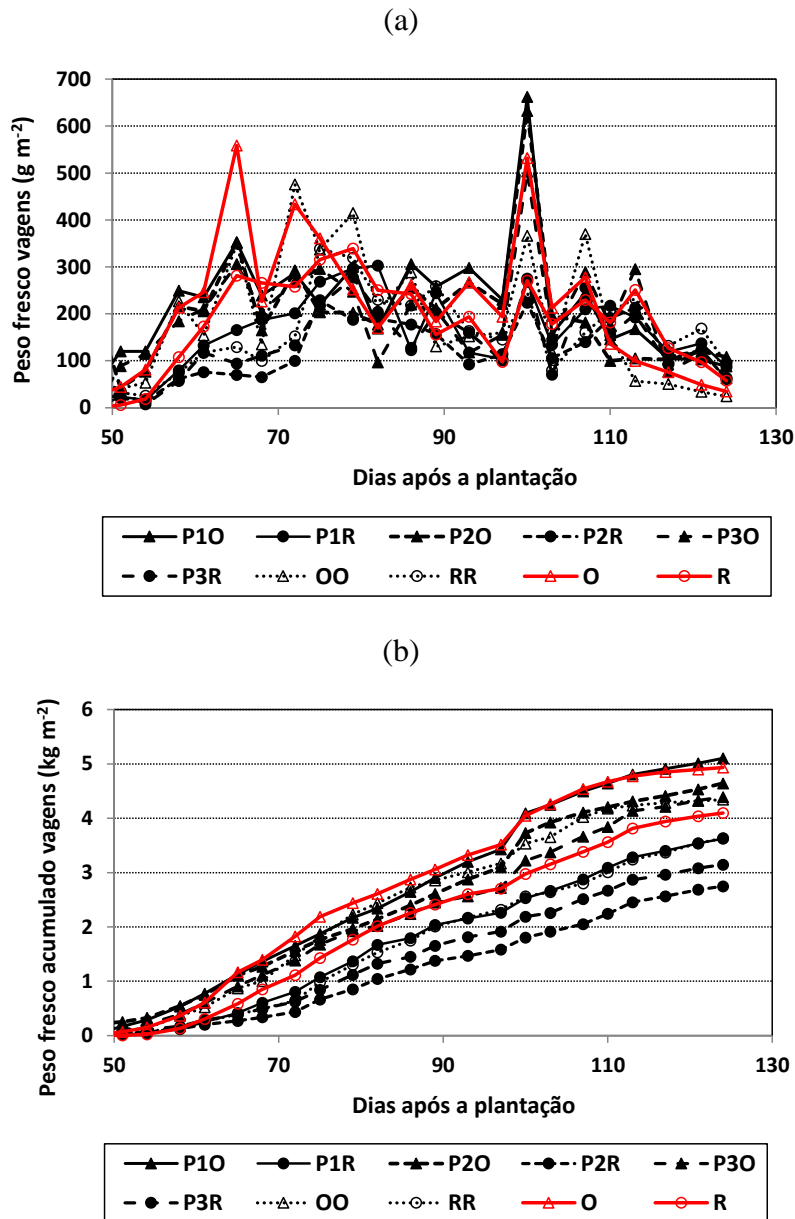 (a)
700
600
500
400
300
200
100
0
Peso fresco vagens (g m-2)
50 70 90 110 130
Dias após a plantação
P1O P1R P2O P2R P3O
P3R OO RR O R
(b)
6
5
4
3
2
1
0
Peso fresco acumulado vagens (kg m-2)
50 70 90 110 130
Dias após a plantação
P1O P1R P2O P2R P3O
P3R OO RR O R